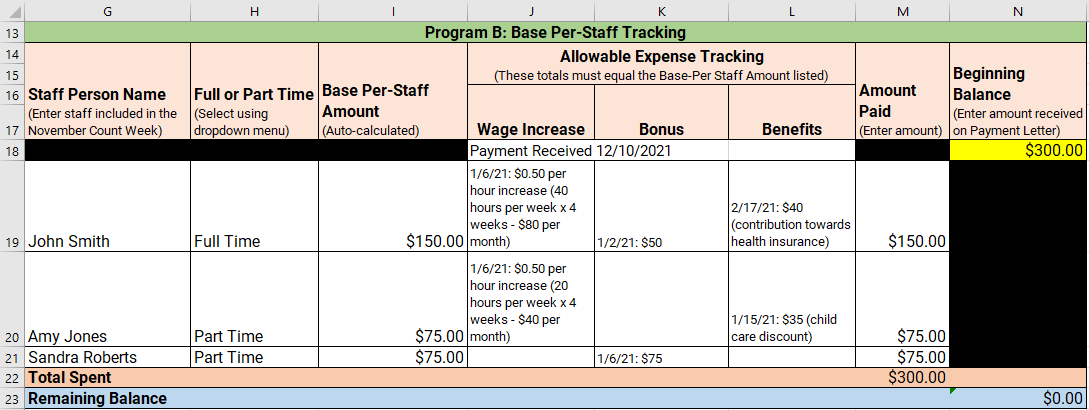 G H I J K L M N
13 Program B: Base Per-Staff Tracking
14 Allowable Expense Tracking
15 (These totals must equal the Base-Per Staff Amount listed)
16 Staff Person Name
(Enter staff included in the
17 November Count Week)
Full or Part Time
(Select using
dropdown menu)
Base Per-Staff
Amount
(Auto-calculated)
Wage Increase
Bonus
Benefits
Amount
Paid
(Enter amount)
Beginning
Balance
(Enter amount received
on Payment Letter)
18 Payment Received 12/10/2021 $300.00
19 John Smith
Full Time
$150.00
1/6/21: $0.50 per
hour increase (40
hours per week x 4
weeks - $80 per
month)
1/2/21: $50
2/17/21: $40
(contribution towards
health insurance)
$150.00
20 Amy Jones
Part Time
$75.00
1/6/21: $0.50 per
hour increase (20
hours per week x 4
weeks - $40 per
month)
1/15/21: $35 (child
care discount)
$75.00
21 Sandra Roberts Part Time $75.00 1/6/21: $75 $75.00
22 Total Spent $300.00
23 Remaining Balance $0.00